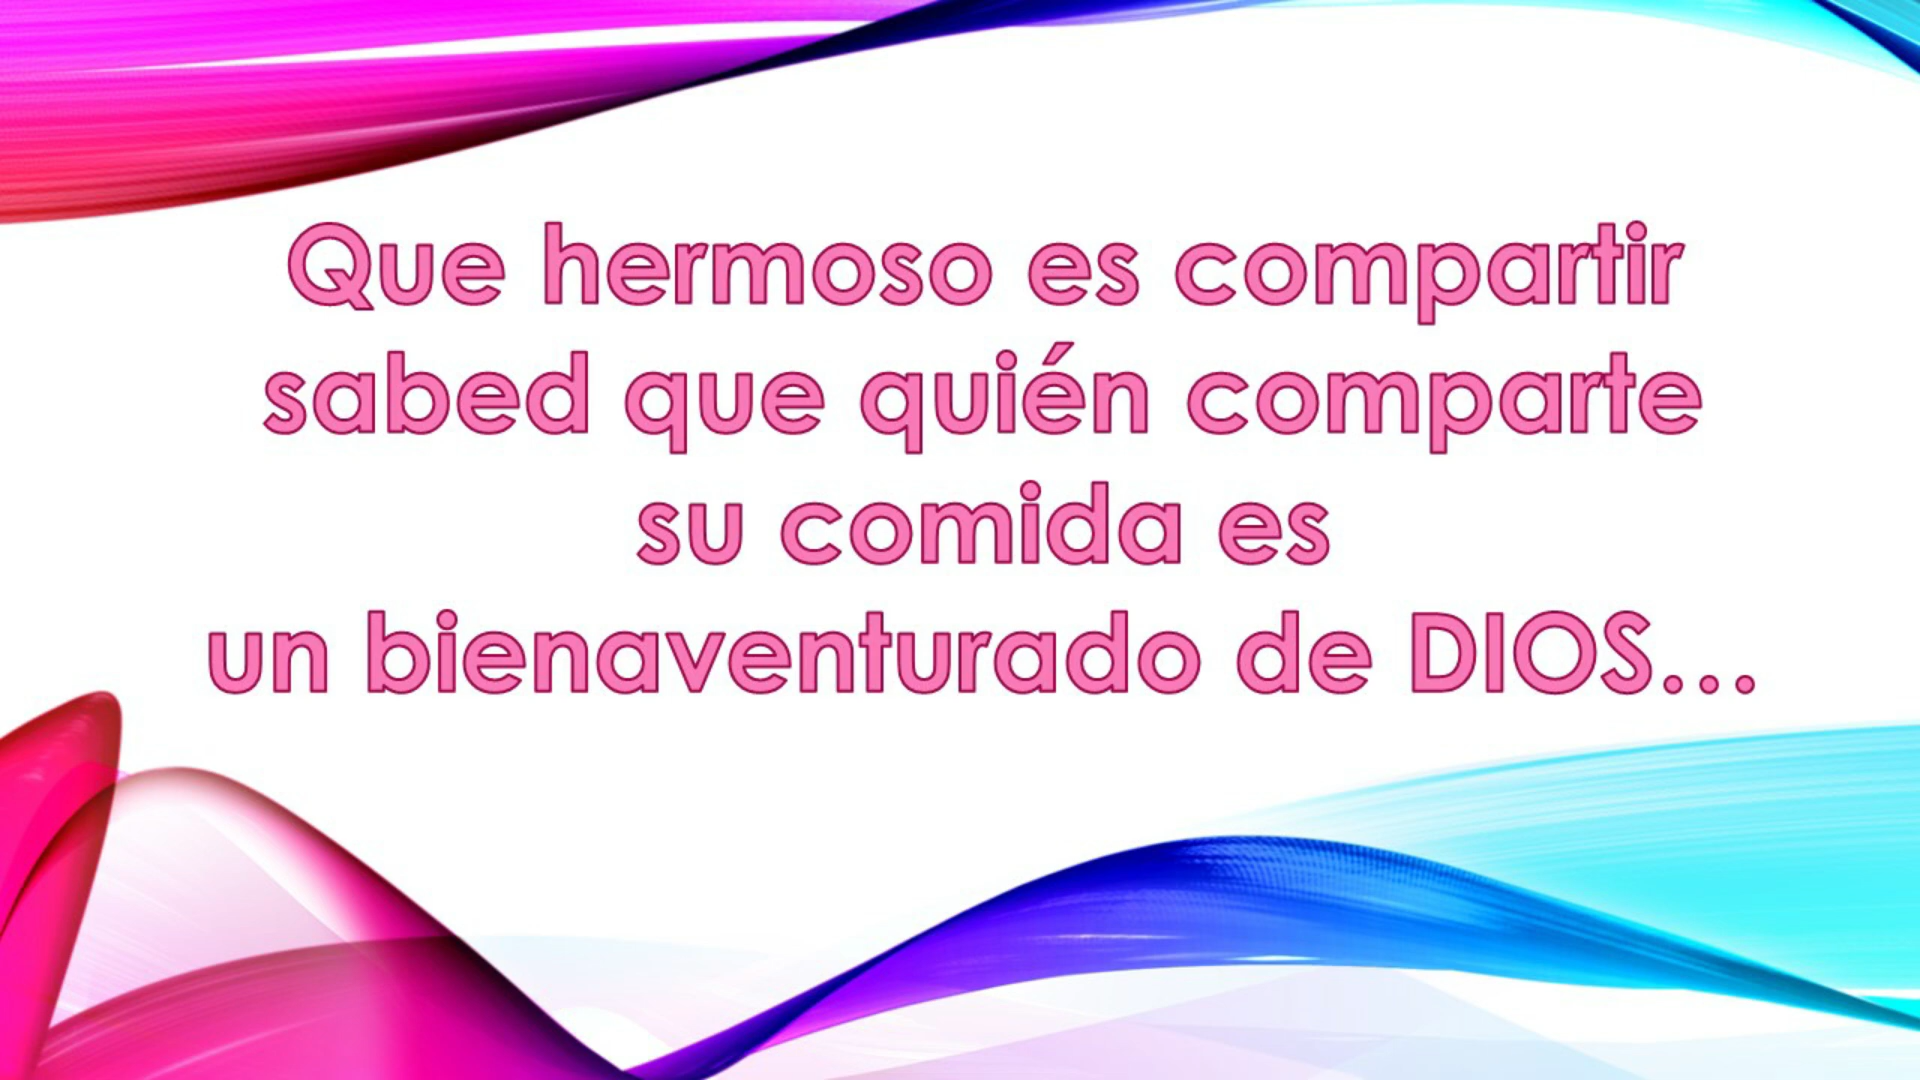 Que hermoso es compartir
sabed que quién comparte
su comida es
un bienaventurado de DIOS...